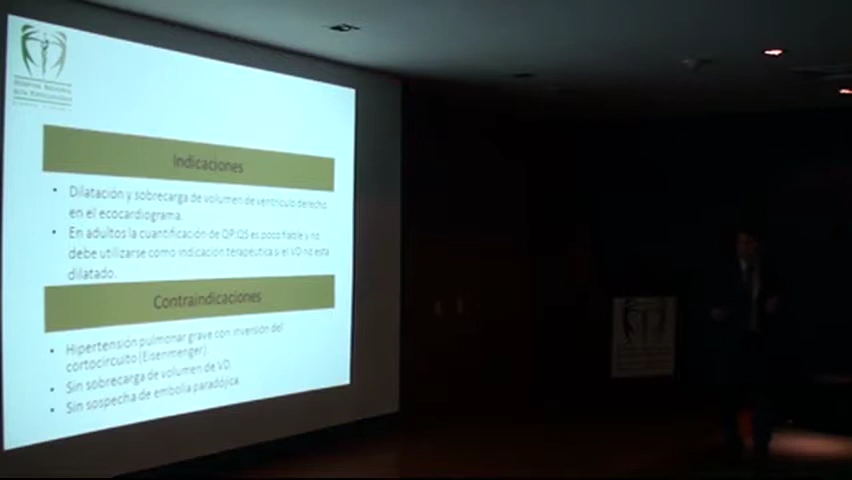 Indicaciones
• Dilatación y sobrecarga de volumen de ventrículo derecho
en el ecocardiograma.
• En adultos la cuantificación de QP:QS es poco fiable y no
debe utilizarse como indicación terapéutica si el VD no esta
dilatado.
Contraindicaciones
• Hipertensión pulmonar grave con inversión del
cortocircuito (Eisenmenger)
• Sin sobrecarga de volumen de VD.
• Sin sospecha de embolia paradójica.